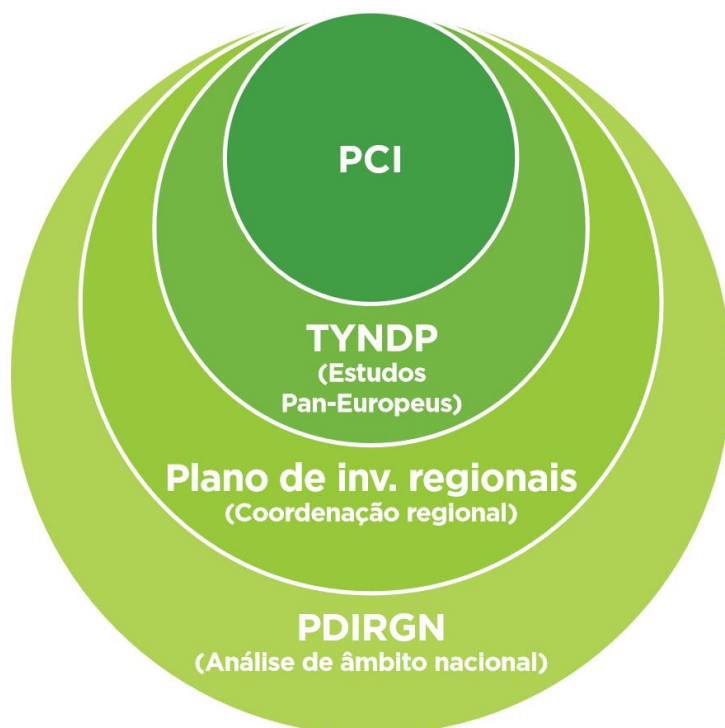 PCI
TYNDP
(Estudos
Pan-Europeus)
Plano de inv. regionais
(Coordenação regional)
PDIRGN
(Análise de âmbito nacional)